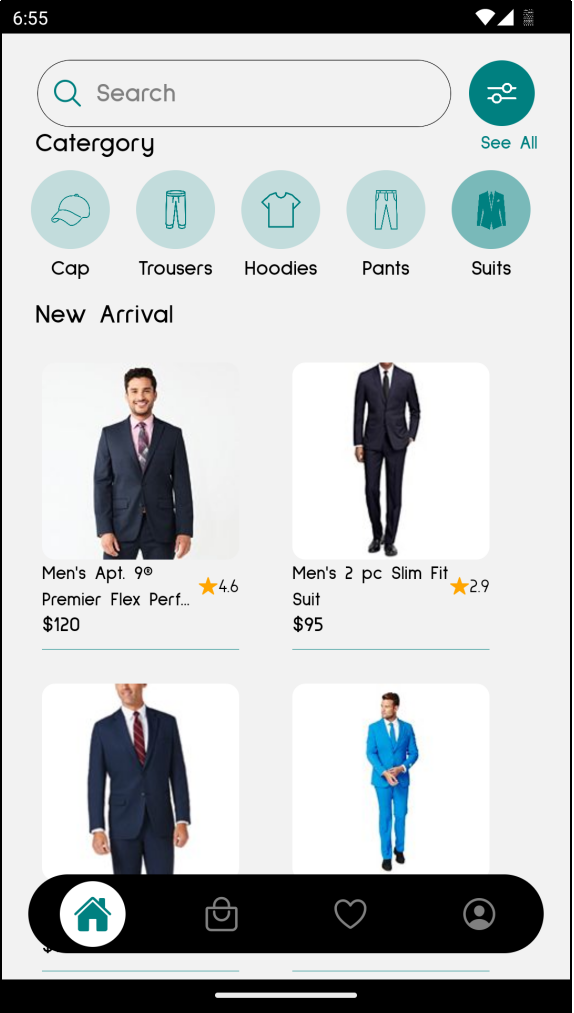 6:55
Search
Catergory
See All
Cap
Trousers
Hoodies
Pants
Suits
New Arrival
Men's Apt. 9®
Premier Flex Perf...
4.6
$120
Men's 2 pc Slim Fit
Suit
2.9
$95